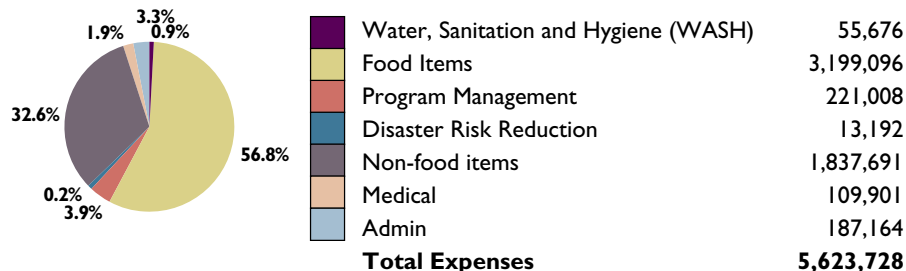 3.3%
0.9%
1.9%
32.6%
56.8%
0.2%
3.9%
Water, Sanitation and Hygiene (WASH) 55,676
Food Items 3,199,096
Program Management 221,008
Disaster Risk Reduction 13,192
Non-food items 1,837,691
Medical 109,901
Admin 187,164
Total Expenses 5,623,728